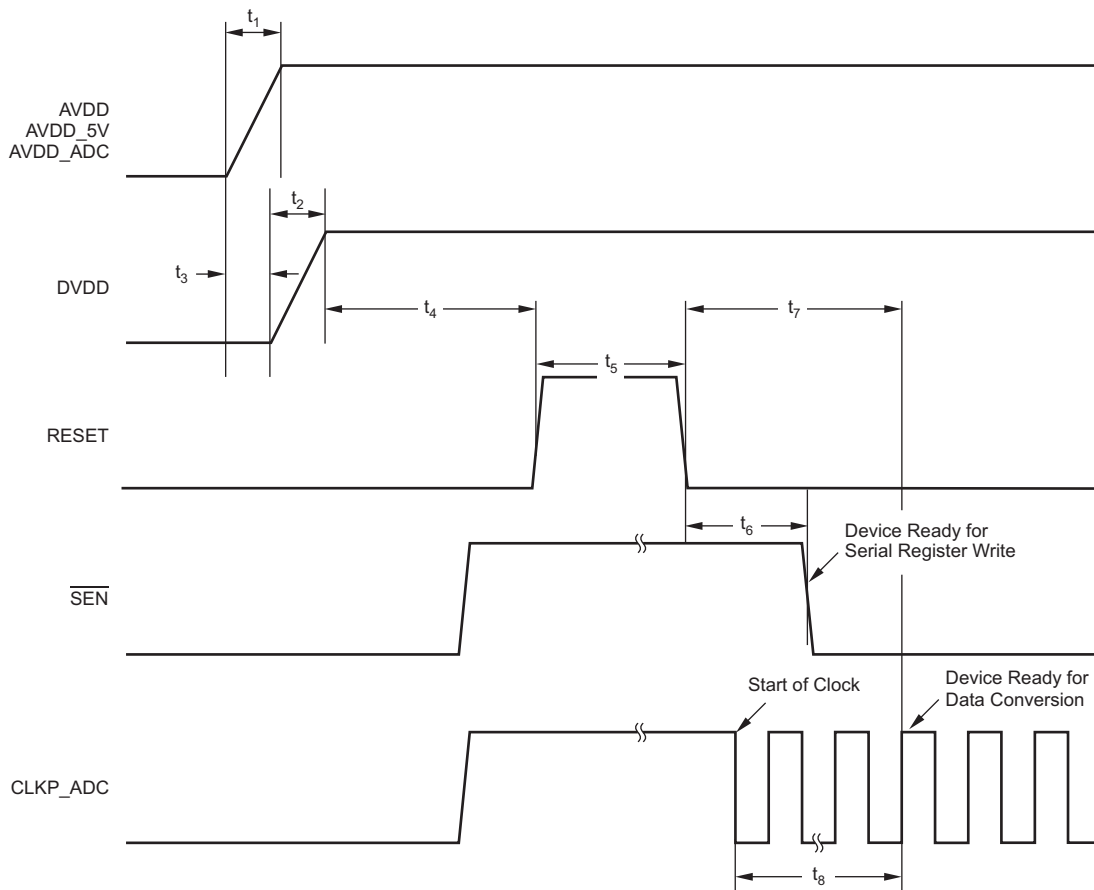 t1
AVDD
AVDD_5V
AVDD_ADC
t2
t3
DVDD
t4
t7
t5
RESET
t6
Device Ready for
Serial Register Write
SEN
Start of Clock
Device Ready for
Data Conversion
CLKP_ADC
t8